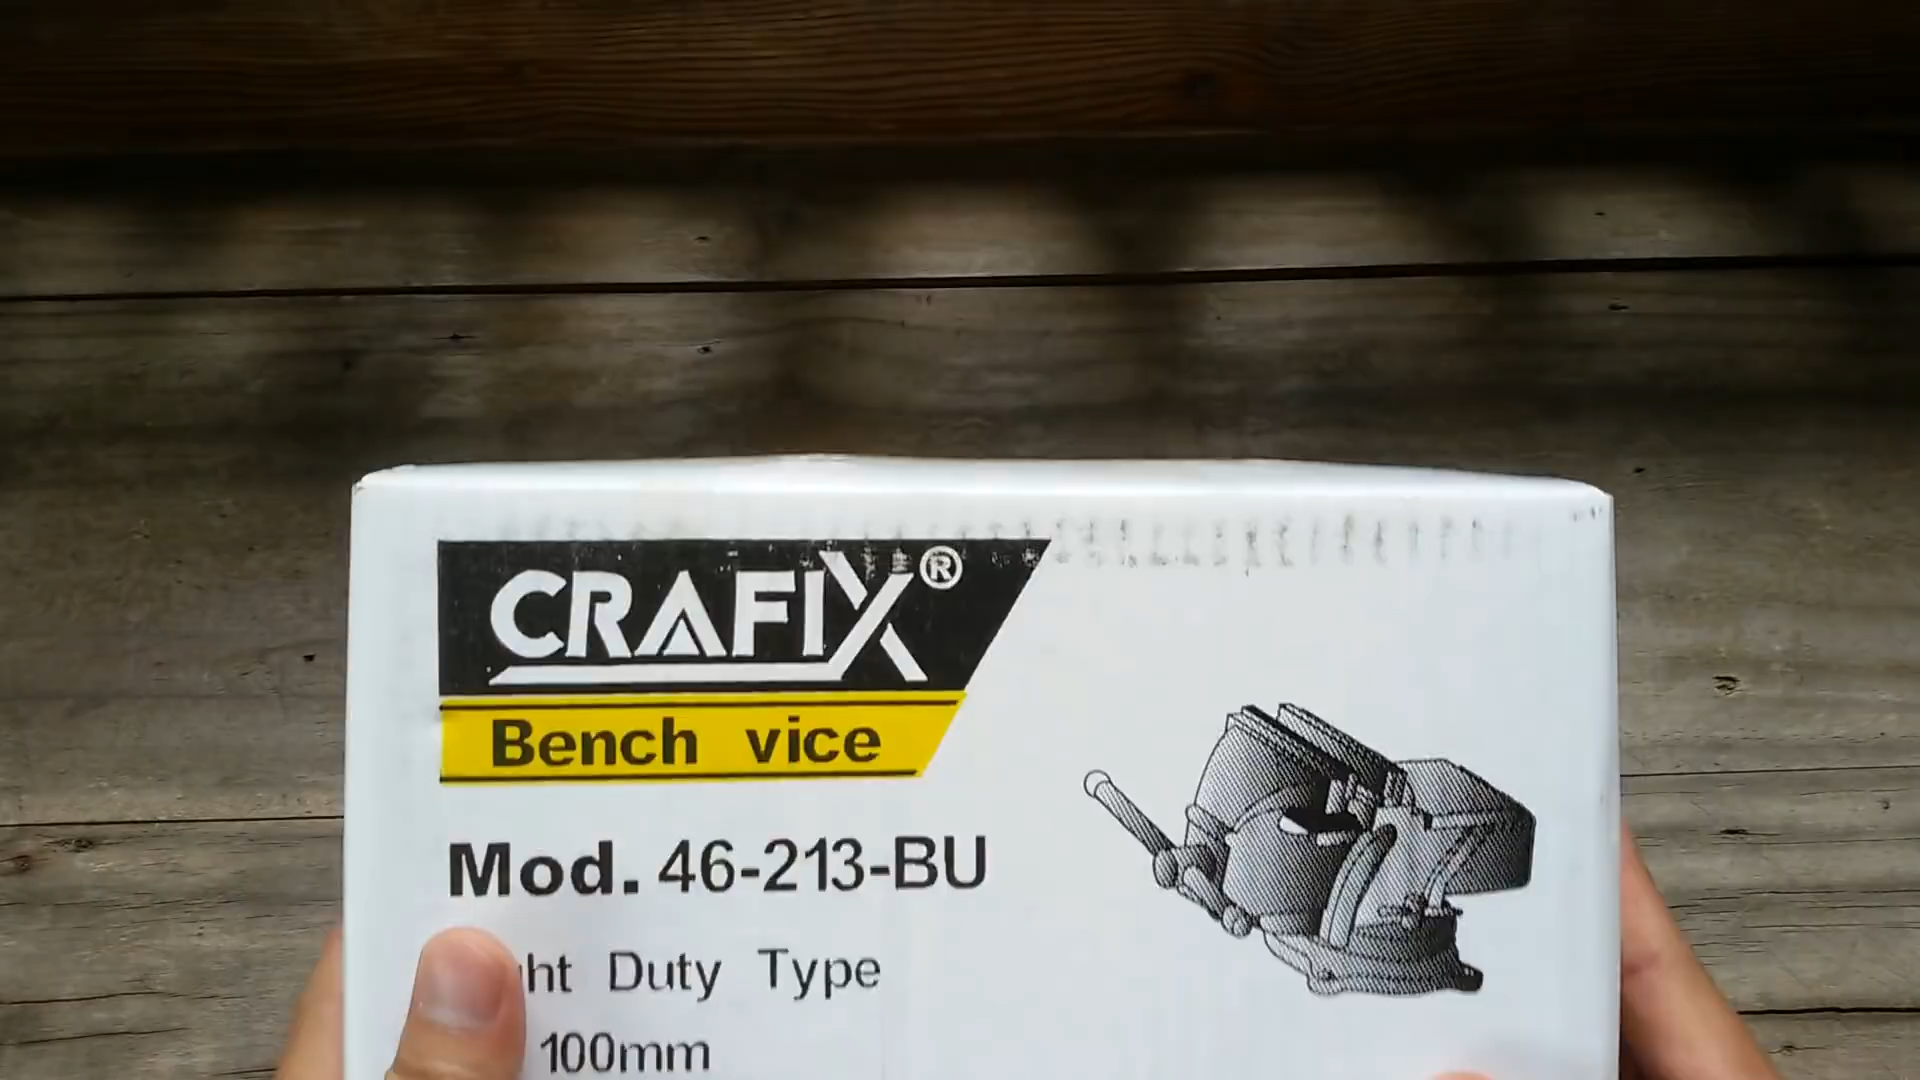 CRAFIX®
Bench vice
Mod. 46-213-BU
Duty Type
100mm